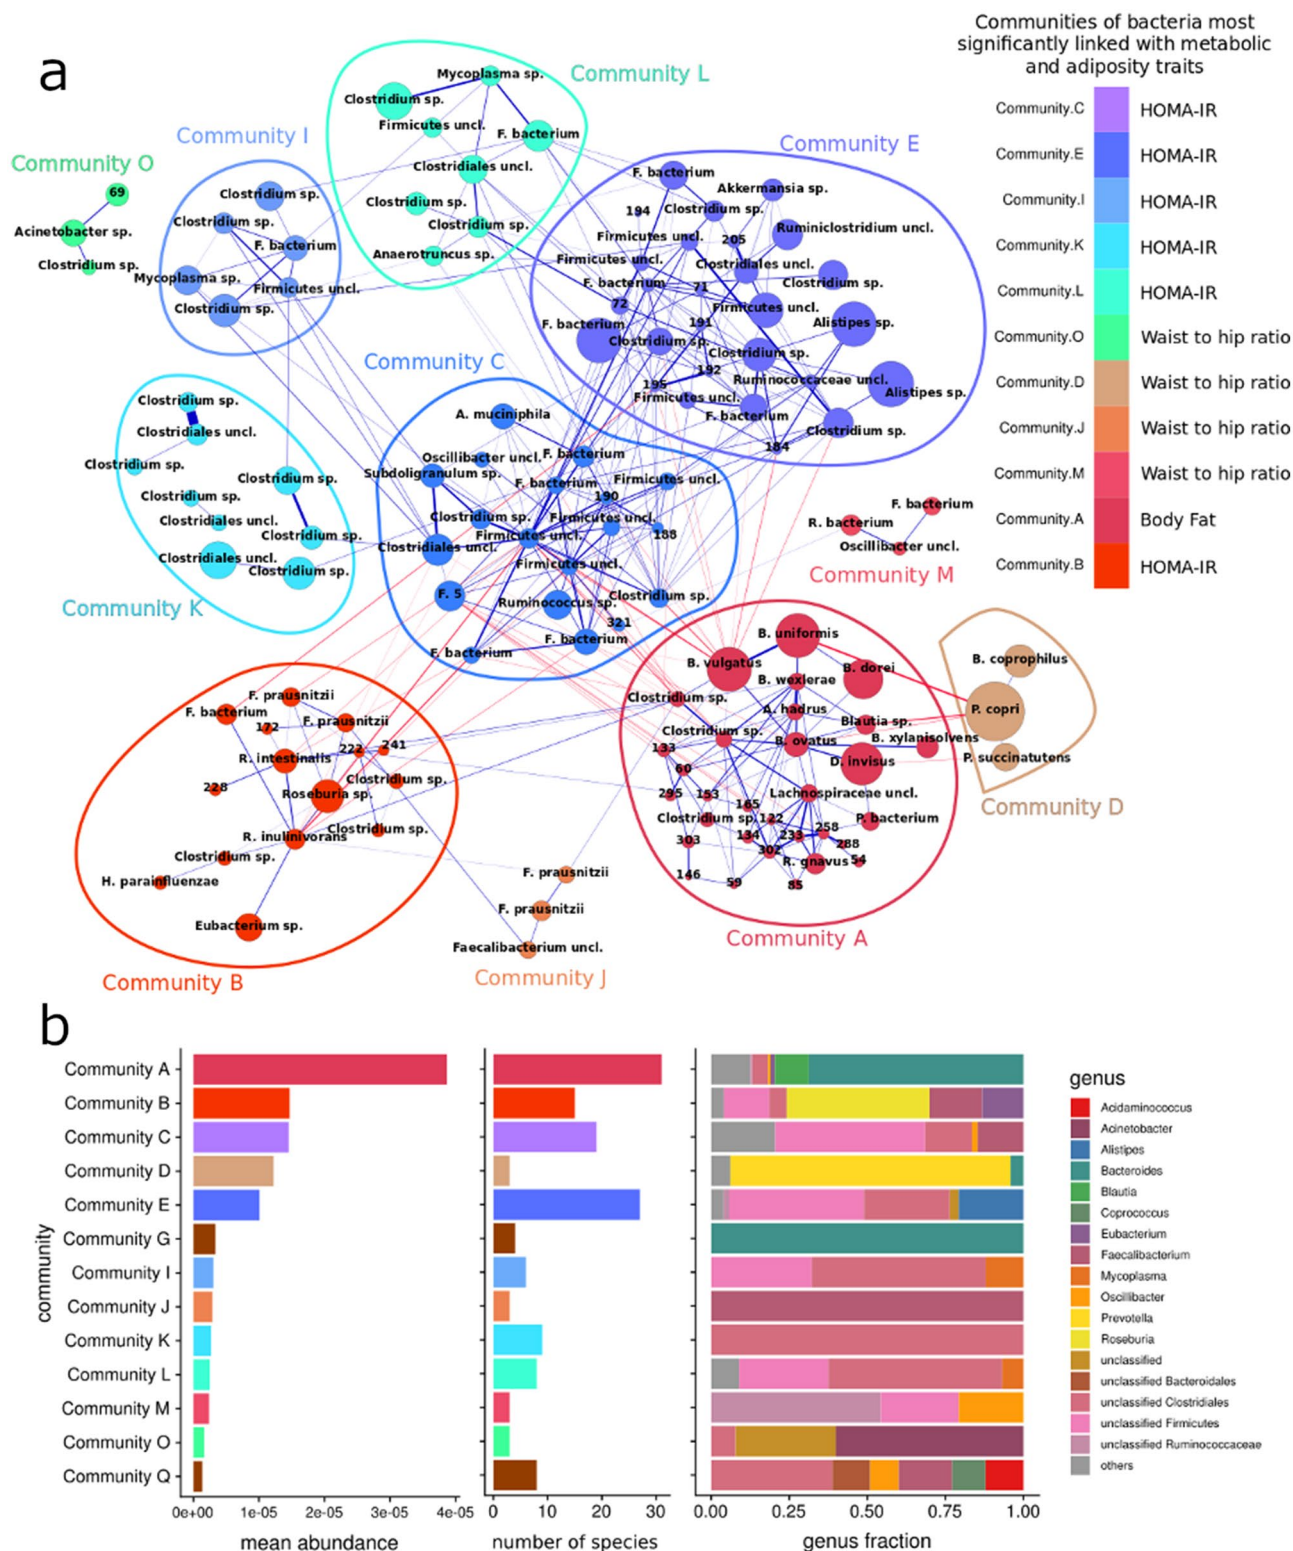 a
Communities of bacteria most
significantly linked with metabolic
and adiposity traits
Community.C HOMA-IR
Community.E HOMA-IR
Community.I HOMA-IR
Community.K HOMA-IR
Community.L HOMA-IR
Community.O Waist to hip ratio
Community.D Waist to hip ratio
Community.J Waist to hip ratio
Community.M Waist to hip ratio
Community.A Body Fat
Community.B HOMA-IR
Community O
69
Acinetobacter sp.
Clostridium sp.
Community I
Clostridium sp.
Clostridium sp.
F. bacterium
Mycoplasma sp.
Firmicutes uncl.
Clostridium sp.
Community L
Mycoplasma sp.
Clostridium sp.
Firmicutes uncl.
F. bacterium
Clostridiales uncl.
Clostridium sp.
Clostridium sp.
Anaerotruncus sp.
Community E
F. bacterium
Akkermansia sp.
194
Clostridium sp.
Ruminiclostridium uncl.
Firmicutes uncl.
205
Firmicutes uncl.
Clostridiales uncl.
F. bacterium
71
Clostridium sp.
72
Firmicutes uncl.
F. bacterium
191
Alistipes sp.
Clostridium sp.
Clostridium sp.
192
195
Ruminococcaceae uncl.
Firmicutes uncl.
Alistipes sp.
F. bacterium
Clostridium sp.
184
Community C
A. muciniphila
Oscillibacter uncl.
F. bacterium
Subdoligranulum sp.
F. bacterium
Firmicutes uncl.
190
Clostridium sp.
Firmicutes uncl.
Firmicutes uncl.
188
Clostridiales uncl.
Firmicutes uncl.
F. 5
Ruminococcus sp.
Clostridium sp.
321
F. bacterium
F. bacterium
Community K
Clostridium sp.
Clostridiales uncl.
Clostridium sp.
Clostridium sp.
Clostridium sp.
Clostridiales uncl.
Clostridium sp.
Clostridiales uncl.
Clostridium sp.
Community M
F. bacterium
R. bacterium
Oscillibacter uncl.
Community B
F. prausnitzii
F. bacterium
172
F. prausnitzii
222
241
R. intestinalis
228
Clostridium sp.
Roseburia sp.
Clostridium sp.
R. inulinivorans
Clostridium sp.
H. parainfluenzae
Eubacterium sp.
Community J
F. prausnitzii
F. prausnitzii
Faecalibacterium uncl.
Community A
B. uniformis
B. vulgatus
B. dorei
B. wexlerae
Clostridium sp.
A. hadrus
Blautia sp.
Clostridium sp.
B. ovatus
B. xylanisolvens
133
60
D. invisus
295
153
Lachnospiraceae uncl.
165
Clostridium sp.
122
P. bacterium
303
134
233
258
288
302
R. gnavus
54
146
59
85
Community D
B. coprophilus
P. copri
P. succinatutens
b
community
Community A
Community B
Community C
Community D
Community E
Community G
Community I
Community J
Community K
Community L
Community M
Community O
Community Q
0e+00 1e-05 2e-05 3e-05 4e-05
mean abundance
0 10 20 30
number of species
0.00 0.25 0.50 0.75 1.00
genus fraction
genus
Acidaminococcus
Acinetobacter
Alistipes
Bacteroides
Blautia
Coprococcus
Eubacterium
Faecalibacterium
Mycoplasma
Oscillibacter
Prevotella
Roseburia
unclassified
unclassified Bacteroidales
unclassified Clostridiales
unclassified Firmicutes
unclassified Ruminococcaceae
others